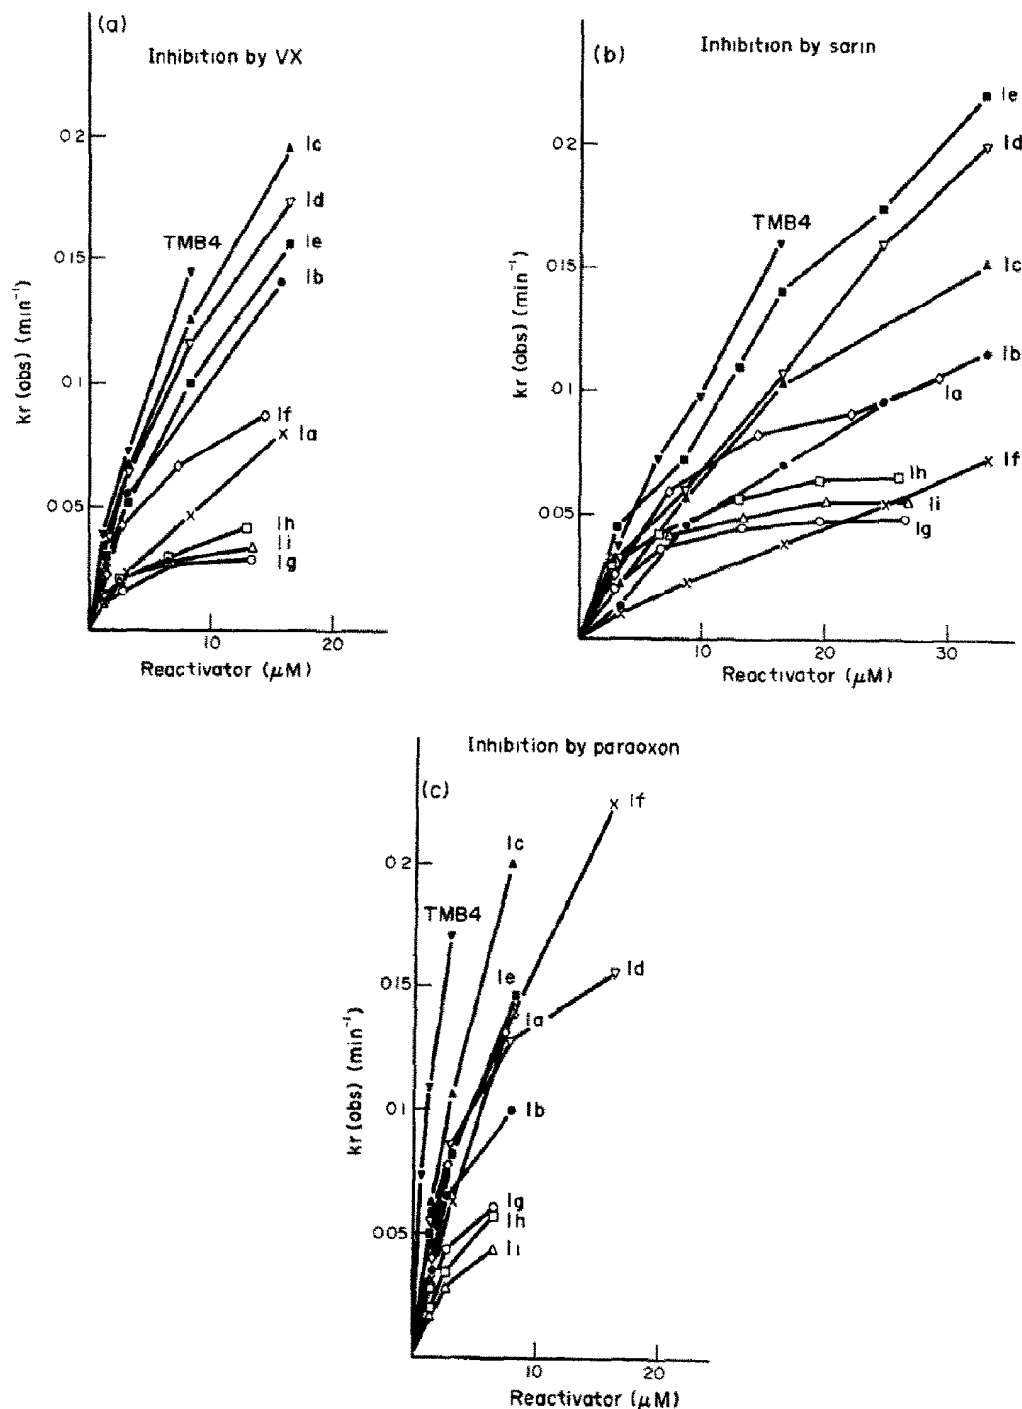 (a)
Inhibition by VX
kr (obs) (min⁻¹)
0 2
0 15
0 1
0 05
TMB4
Ic
Id
Ie
Ib
If
Ia
Ih
Ii
Ig
10
20
Reactivator (μM)
(b)
Inhibition by sarin
kr (obs) (min⁻¹)
0 2
0 15
0 1
0 05
TMB4
Ie
Id
Ic
Ib
Ia
If
Ih
Ii
Ig
10
20
30
Reactivator (μM)
Inhibition by paraoxon
(c)
kr (obs) (min⁻¹)
0 2
0 15
0 1
0 05
TMB4
Ic
If
Ie
Id
Ia
Ib
Ig
Ih
Ii
10
20
Reactivator (μM)